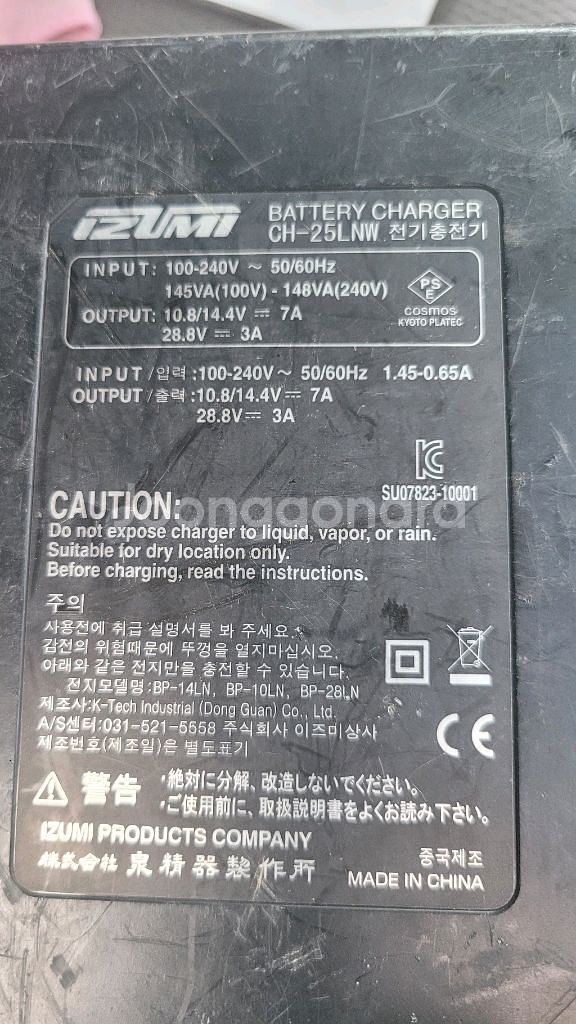 IZUMI
BATTERY CHARGER
CH-25LNW 전기충전기
INPUT: 100-240V ~ 50/60Hz
145VA(100V) - 148VA(240V)
OUTPUT: 10.8/14.4V ⎓ 7A
28.8V ⎓ 3A
PS
E
cosmos
KYOTO PLATEC
INPUT/입력 :100-240V~ 50/60Hz 1.45-0.65A
OUTPUT/출력 :10.8/14.4V⎓ 7A
28.8V⎓ 3A
SU07823-10001
CAUTION:
Do not expose charger to liquid, vapor, or rain.
Suitable for dry location only.
Before charging, read the instructions.
주의
사용전에 취급 설명서를 봐 주세요.
감전의 위험때문에 뚜껑을 열지마십시오.
아래와 같은 전지만을 충전할 수 있습니다.
전지모델명:BP-14LN, BP-10LN, BP-28LN
제조사:K-Tech Industrial (Dong Guan) Co., Ltd.
A/S센터:031-521-5558 주식회사 이즈미상사
제조번호(제조일)은 별도표기
CE
警告
・絶対に分解、改造しないでください。
・ご使用前に、取扱説明書をよくお読み下さい。
IZUMI PRODUCTS COMPANY
株式会社 泉精器製作所
중국제조
MADE IN CHINA